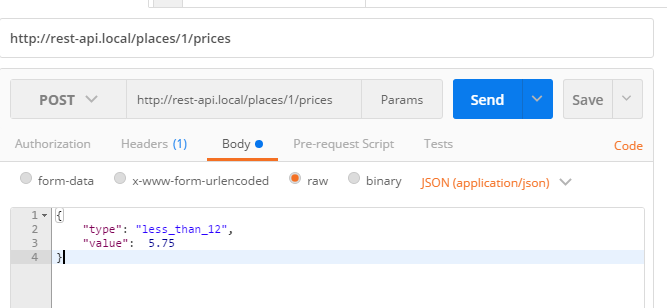 http://rest-api.local/places/1/prices
POST http://rest-api.local/places/1/prices Params Send Save
Authorization Headers (1) Body Pre-request Script Tests Code
form-data x-www-form-urlencoded raw binary JSON (application/json)
1 {
2 "type": "less_than_12",
3 "value": 5.75
4 }